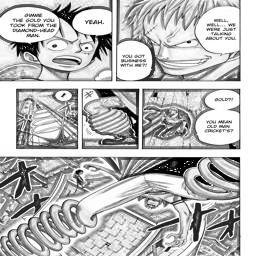 GIMME
THE GOLD YOU
TOOK FROM THE
DIAMOND-HEAD
MAN.
YEAH.
WELL,
WELL... WE
WERE JUST
TALKING
ABOUT YOU.
YOU GOT
BUSINESS
WITH ME?!
GOLD?!
YOU MEAN
OLD MAN
CRICKET'S?